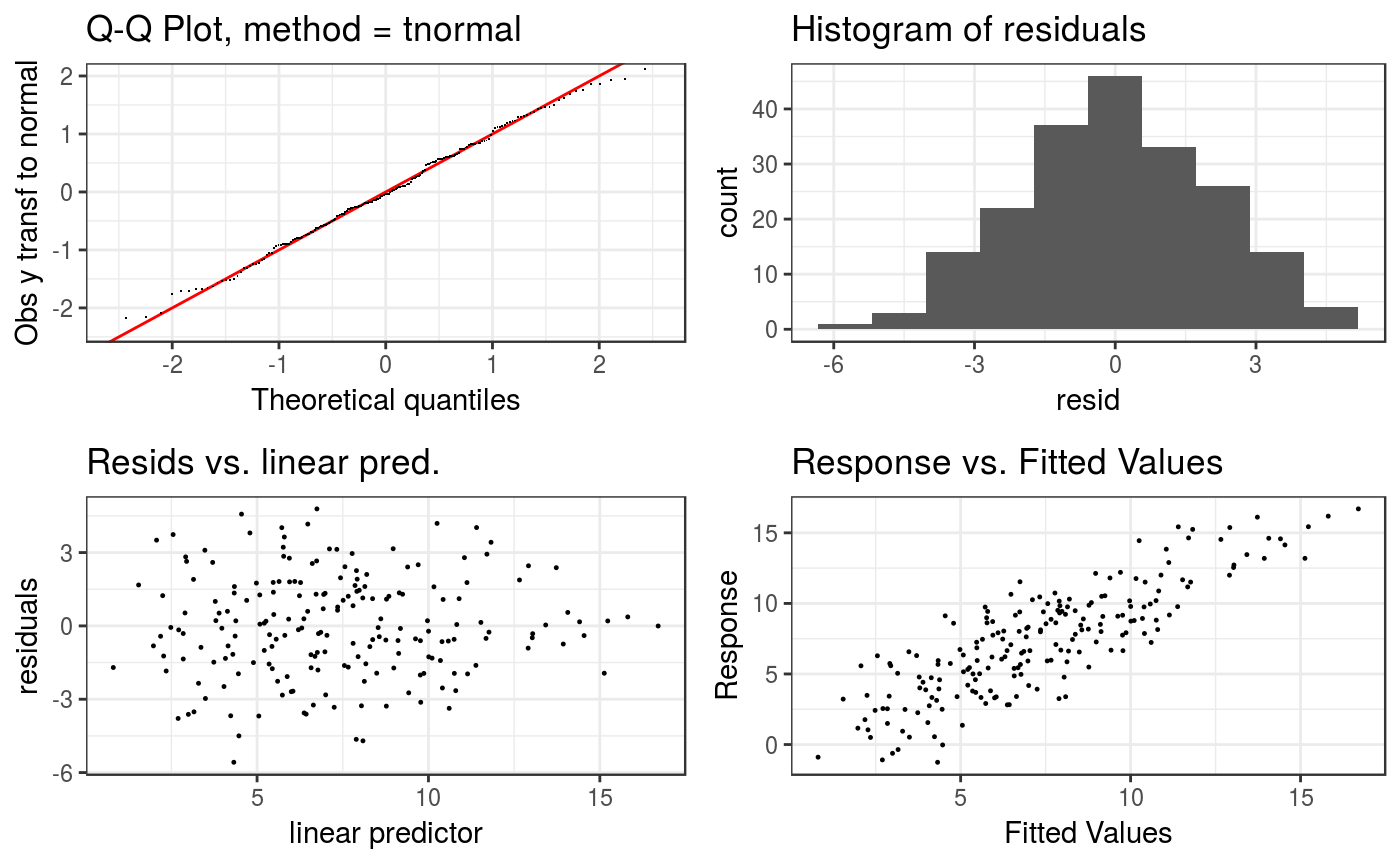 Q-Q Plot, method = tnormal
Obs y transf to normal
2
1
0
-1
-2
-2 -1 0 1 2
Theoretical quantiles
Histogram of residuals
count
40
30
20
10
0
-6 -3 0 3
resid
Resids vs. linear pred.
residuals
3
0
-3
-6
5 10 15
linear predictor
Response vs. Fitted Values
Response
15
10
5
0
5 10 15
Fitted Values